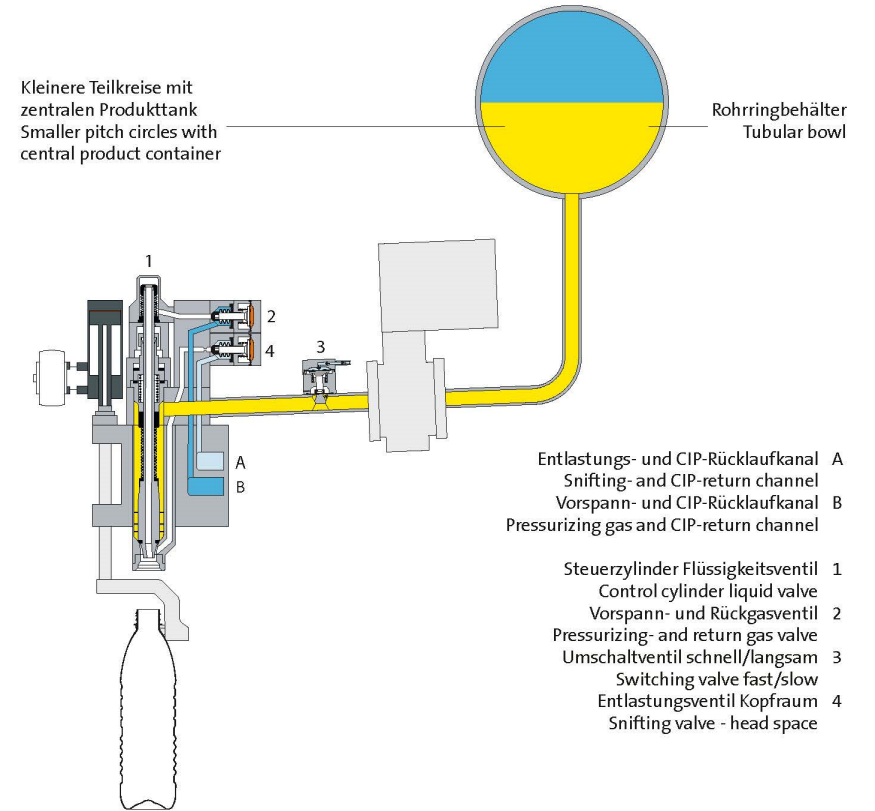 Kleinere Teilkreise mit
zentralen Produkttank
Smaller pitch circles with
central product container
Rohrringbehälter
Tubular bowl
1
2
4
3
A
B
Entlastungs- und CIP-Rücklaufkanal A
Snifting- and CIP-return channel
Vorspann- und CIP-Rücklaufkanal B
Pressurizing gas and CIP-return channel
Steuerzylinder Flüssigkeitsventil 1
Control cylinder liquid valve
Vorspann- und Rückgasventil 2
Pressurizing- and return gas valve
Umschaltventil schnell/langsam 3
Switching valve fast/slow
Entlastungsventil Kopfraum 4
Snifting valve - head space